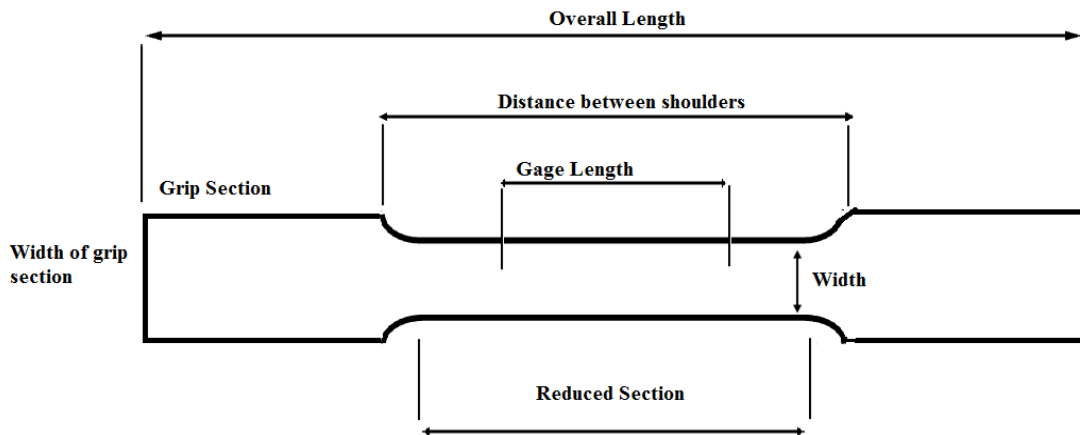 Overall Length
Distance between shoulders
Gage Length
Grip Section
Width of grip
section
Width
Reduced Section